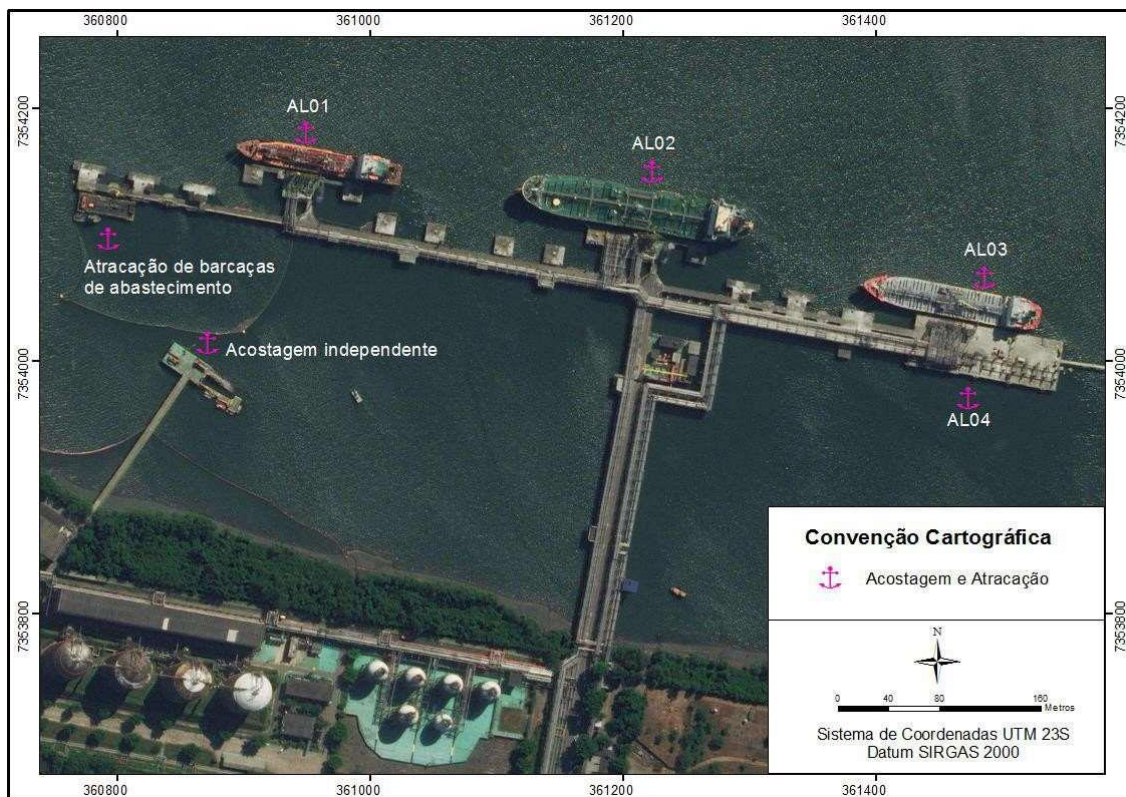 360800 361000 361200 361400
7354200 7354200
AL01
AL02
AL03
Atracação de barcaças
de abastecimento
Acostagem independente
7354000 7354000
AL04
Convenção Cartográfica
Acostagem e Atracação
7353800 7353800
N
0 40 80 160
Metros
Sistema de Coordenadas UTM 23S
Datum SIRGAS 2000
360800 361000 361200 361400